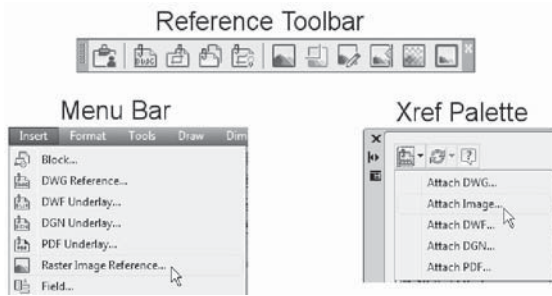 Reference Toolbar
Menu Bar
Insert Format Tools Draw Dim
Block...
DWG Reference...
DWF Underlay...
DGN Underlay...
PDF Underlay...
Raster Image Reference...
Field...
Xref Palette
Attach DWG...
Attach Image...
Attach DWF...
Attach DGN...
Attach PDF...